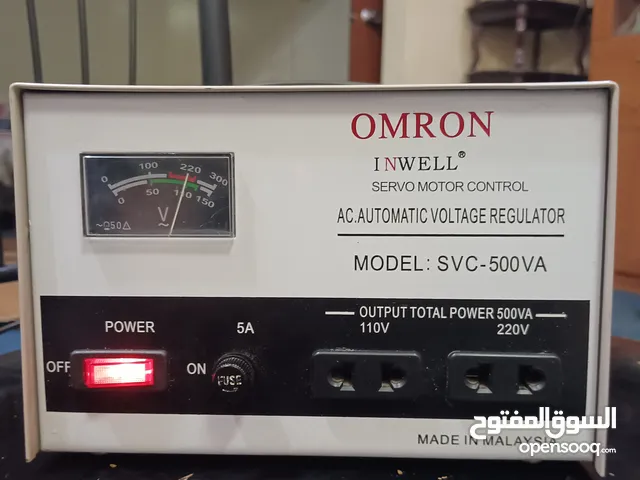 OMRON
INWELL®
SERVO MOTOR CONTROL
AC.AUTOMATIC VOLTAGE REGULATOR
MODEL: SVC-500VA
0 100 220 300
0 50 110 150
V
~
OUTPUT TOTAL POWER 500VA
POWER 5A 110V 220V
OFF ON
FUSE
MADE IN MALAYSIA
السوق المفتوح
opensooq.com